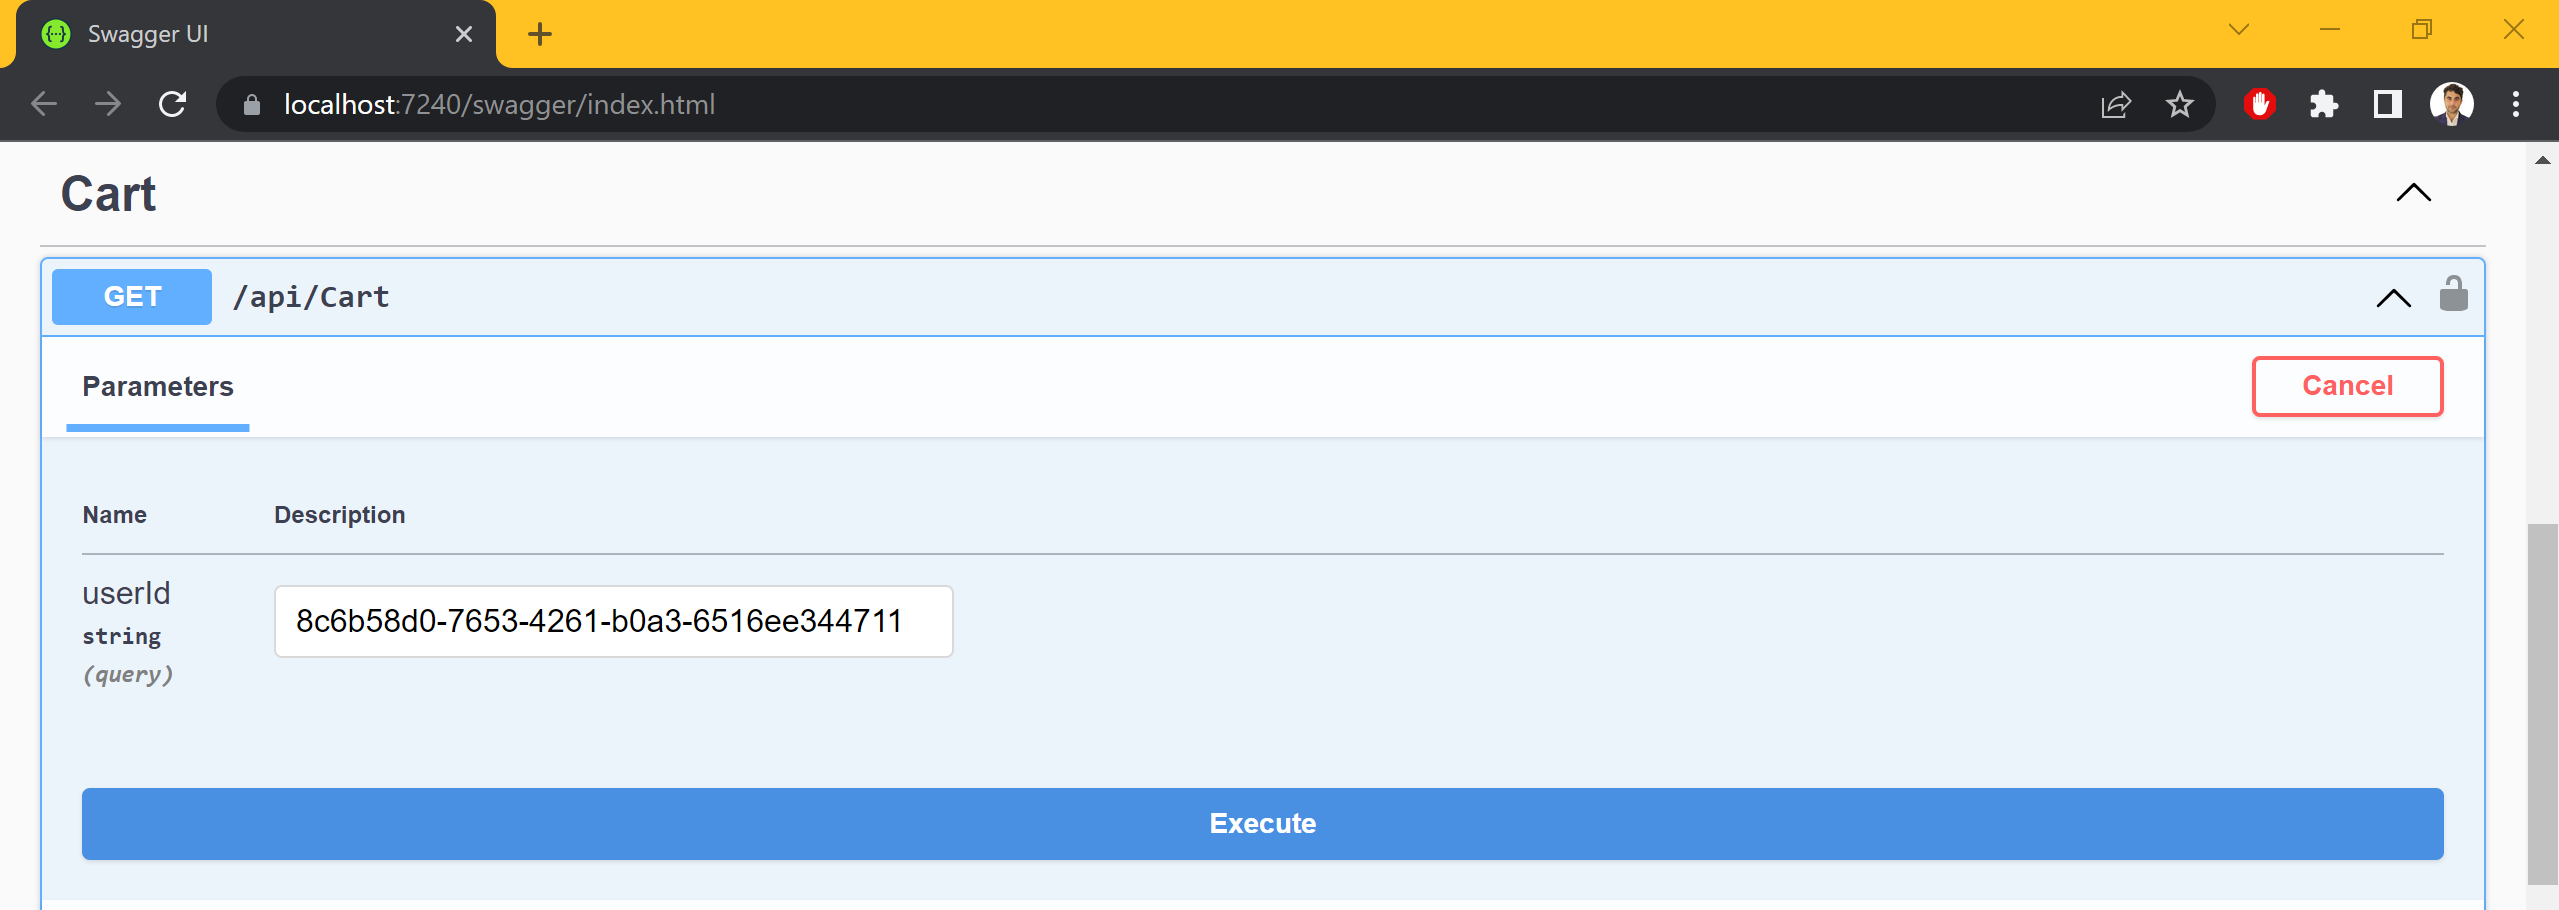 Swagger UI
localhost:7240/swagger/index.html
Cart
GET /api/Cart
Parameters
Cancel
Name Description
userId
string
(query)
8c6b58d0-7653-4261-b0a3-6516ee344711
Execute